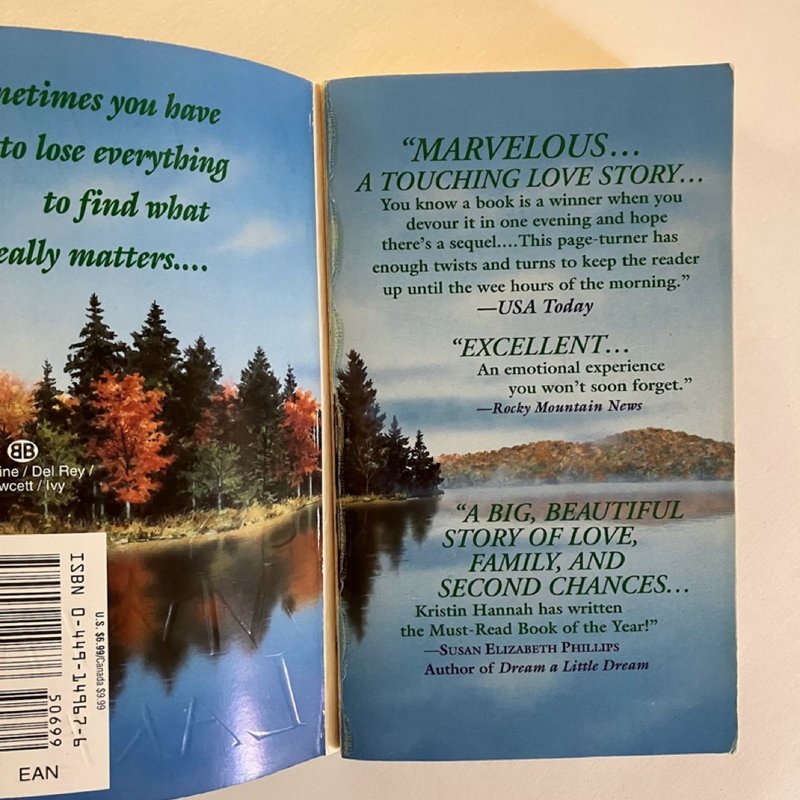 netimes you have
to lose everything
to find what
eally matters....
BB
ine / Del Rey /
wcett / Ivy
ISBN 0-449-14967-6
U.S. $6.99/Canada $9.99
50699
EAN
“MARVELOUS...
A TOUCHING LOVE STORY...
You know a book is a winner when you
devour it in one evening and hope
there's a sequel....This page-turner has
enough twists and turns to keep the reader
up until the wee hours of the morning.”
—USA Today
“EXCELLENT...
An emotional experience
you won't soon forget.”
—Rocky Mountain News
“A BIG, BEAUTIFUL
STORY OF LOVE,
FAMILY, AND
SECOND CHANCES...
Kristin Hannah has written
the Must-Read Book of the Year!”
—SUSAN ELIZABETH PHILLIPS
Author of Dream a Little Dream